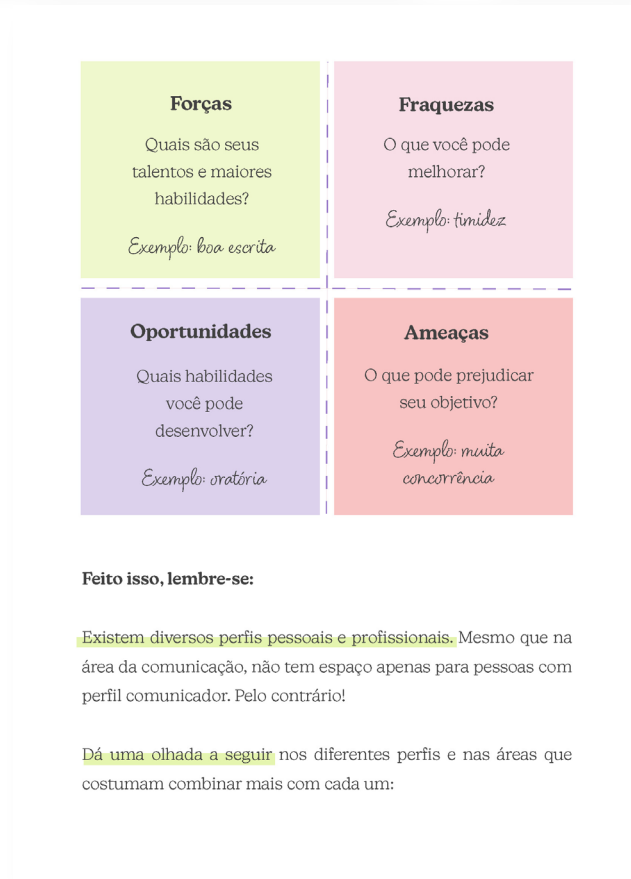 Forças
Quais são seus
talentos e maiores
habilidades?
Exemplo: boa escrita
Fraquezas
O que você pode
melhorar?
Exemplo: timidez
Oportunidades
Quais habilidades
você pode
desenvolver?
Exemplo: oratória
Ameaças
O que pode prejudicar
seu objetivo?
Exemplo: muita
concorrência
Feito isso, lembre-se:
Existem diversos perfis pessoais e profissionais. Mesmo que na
área da comunicação, não tem espaço apenas para pessoas com
perfil comunicador. Pelo contrário!
Dá uma olhada a seguir nos diferentes perfis e nas áreas que
costumam combinar mais com cada um: